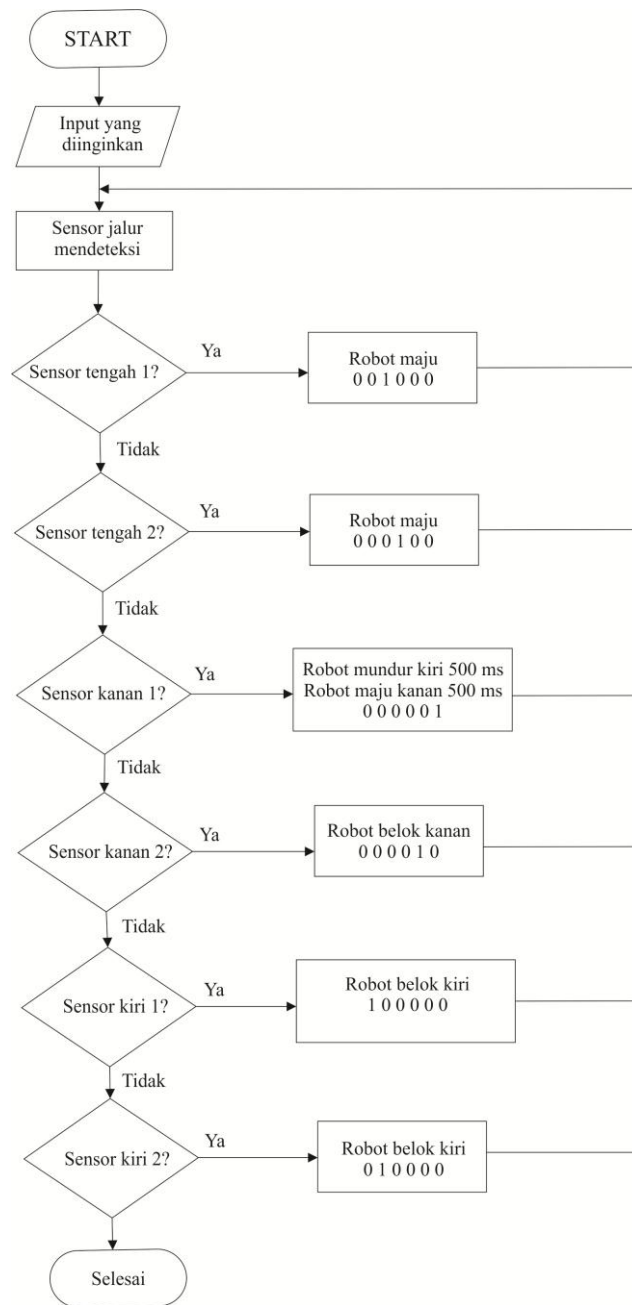 START
Input yang
diinginkan
Sensor jalur
mendeteksi
Sensor tengah 1?
Ya
Robot maju
0 0 1 0 0 0
Tidak
Sensor tengah 2?
Ya
Robot maju
0 0 0 1 0 0
Tidak
Sensor kanan 1?
Ya
Robot mundur kiri 500 ms
Robot maju kanan 500 ms
0 0 0 0 0 1
Tidak
Sensor kanan 2?
Ya
Robot belok kanan
0 0 0 0 1 0
Tidak
Sensor kiri 1?
Ya
Robot belok kiri
1 0 0 0 0 0
Tidak
Sensor kiri 2?
Ya
Robot belok kiri
0 1 0 0 0 0
Selesai